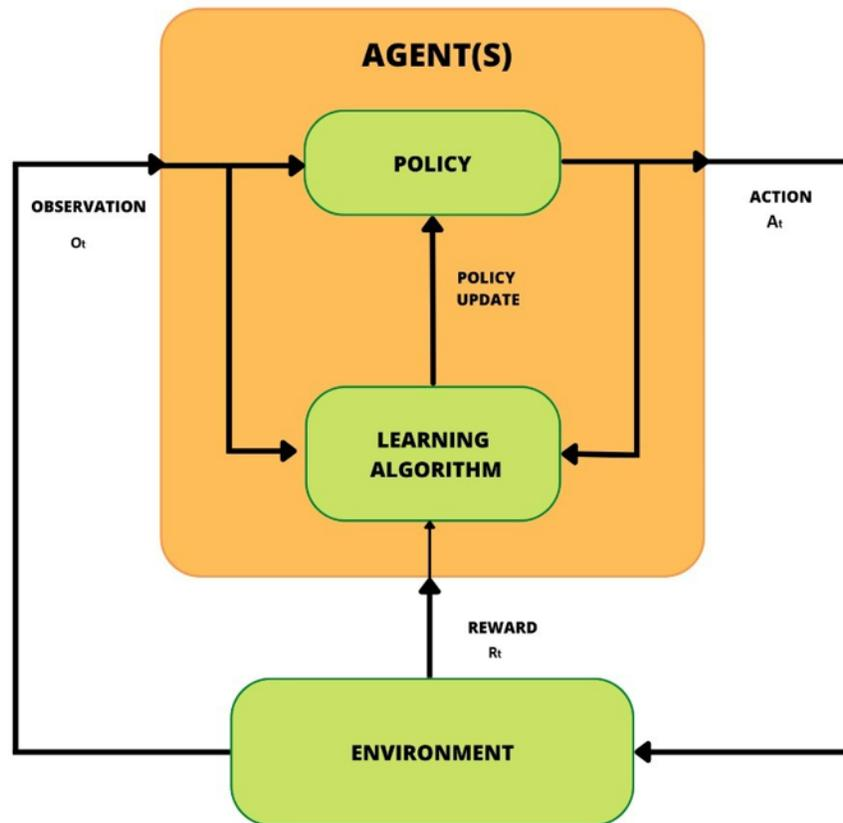 AGENT(S)
POLICY
OBSERVATION
Ot
ACTION
At
POLICY
UPDATE
LEARNING
ALGORITHM
REWARD
Rt
ENVIRONMENT